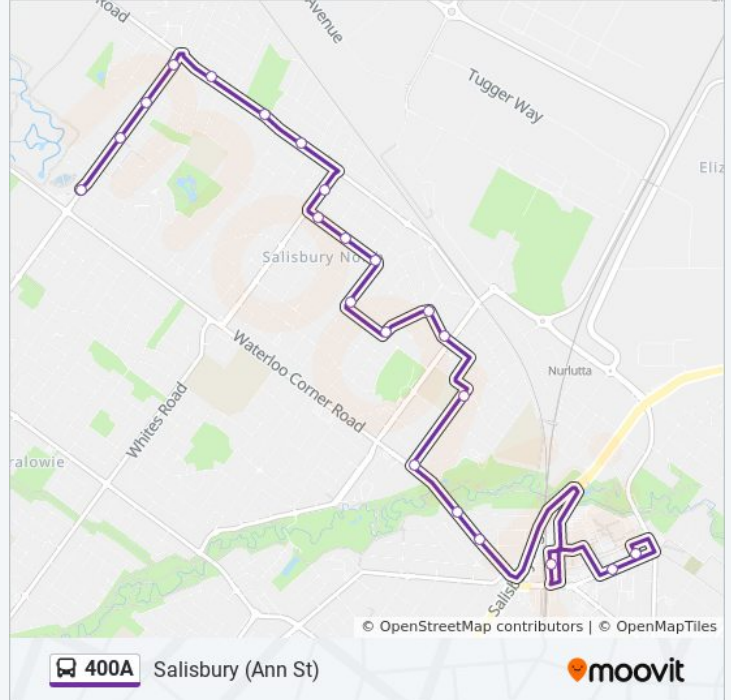 Road
Avenue
Tugger Way
Eliz
Salisbury No
Waterloo Corner Road
Nurlutta
Whites Road
ralowie
Salisb
© OpenStreetMap contributors | © OpenMapTiles
400A Salisbury (Ann St) moovit